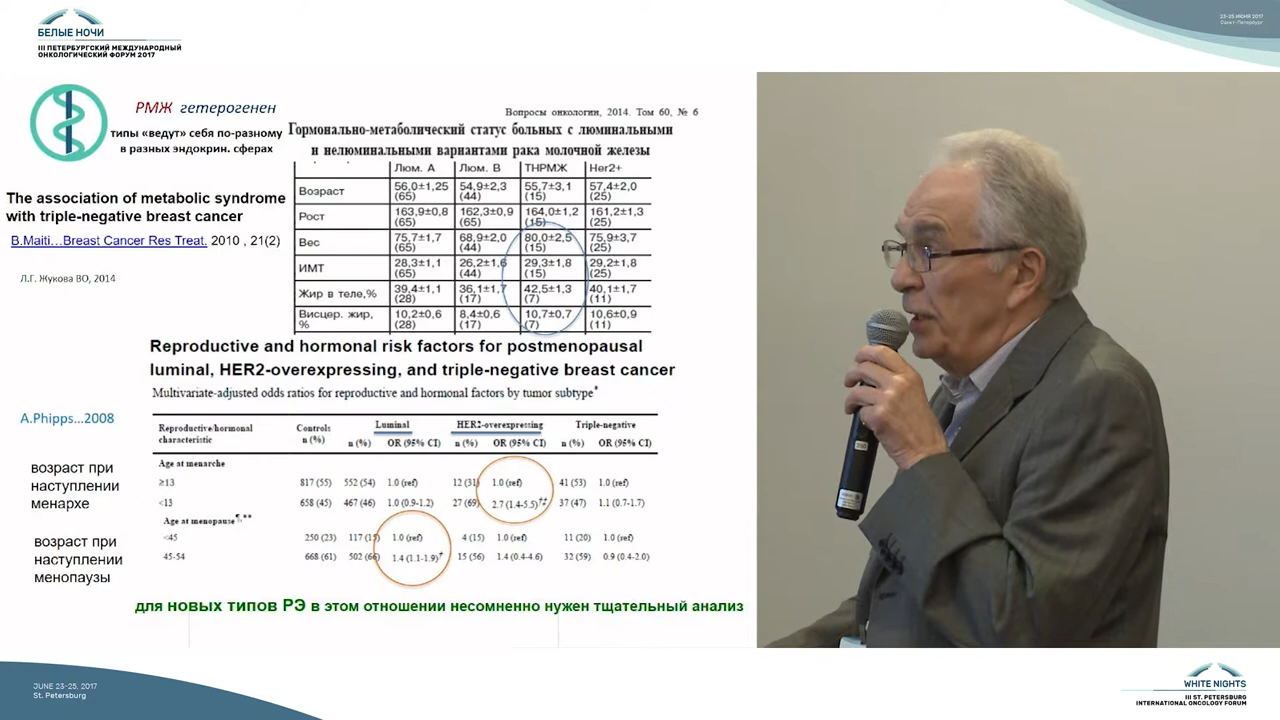 БЕЛЫЕ НОЧИ
III ПЕТЕРБУРГСКИЙ МЕЖДУНАРОДНЫЙ
ОНКОЛОГИЧЕСКИЙ ФОРУМ 2017
23-25 ИЮНЯ 2017
Санкт-Петербург
РМЖ гетерогенен
типы «ведут» себя по-разному
в разных эндокрин. сферах
Вопросы онкологии, 2014. Том 60, № 6
Гормонально-метаболический статус больных с люминальными
и нелюминальными вариантами рака молочной железы
Люм. А Люм. В ТНРМЖ Her2+
Возраст 56,0±1,25 (65) 54,9±2,3 (44) 55,7±3,1 (15) 57,4±2,0 (25)
Рост 163,9±0,8 (65) 162,3±0,9 (44) 164,0±1,2 (15) 161,2±1,3 (25)
Вес 75,7±1,7 (65) 68,9±2,0 (44) 80,0±2,5 (15) 75,9±3,7 (25)
ИМТ 28,3±1,1 (65) 26,2±1,6 (44) 29,3±1,8 (15) 29,2±1,8 (25)
Жир в теле,% 39,4±1,1 (28) 36,1±1,7 (17) 42,5±1,3 (7) 40,1±1,7 (11)
Висцер. жир, % 10,2±0,6 (28) 8,4±0,6 (17) 10,7±0,7 (7) 10,6±0,9 (11)
The association of metabolic syndrome
with triple-negative breast cancer
B.Maiti...Breast Cancer Res Treat. 2010 , 21(2)
Л.Г. Жукова ВО, 2014
Reproductive and hormonal risk factors for postmenopausal
luminal, HER2-overexpressing, and triple-negative breast cancer
Multivariate-adjusted odds ratios for reproductive and hormonal factors by tumor subtype*
A.Phipps...2008
Reproductive/hormonal characteristic Controls n (%) Luminal n (%) OR (95% CI) HER2-overexpressing n (%) OR (95% CI) Triple-negative n (%) OR (95% CI)
Age at menarche
≥13 817 (55) 552 (54) 1.0 (ref) 12 (31) 1.0 (ref) 41 (53) 1.0 (ref)
<13 658 (45) 467 (46) 1.0 (0.9-1.2) 27 (69) 2.7 (1.4-5.5)†‡ 37 (47) 1.1 (0.7-1.7)
Age at menopause¶,**
<45 250 (23) 117 (15) 1.0 (ref) 4 (15) 1.0 (ref) 11 (20) 1.0 (ref)
45-54 668 (61) 502 (66) 1.4 (1.1-1.9)† 15 (56) 1.4 (0.4-4.6) 32 (59) 0.9 (0.4-2.0)
возраст при
наступлении
менархе
возраст при
наступлении
менопаузы
для новых типов РЭ в этом отношении несомненно нужен тщательный анализ
JUNE 23-25, 2017
St. Petersburg
WHITE NIGHTS
III ST. PETERSBURG
INTERNATIONAL ONCOLOGY FORUM